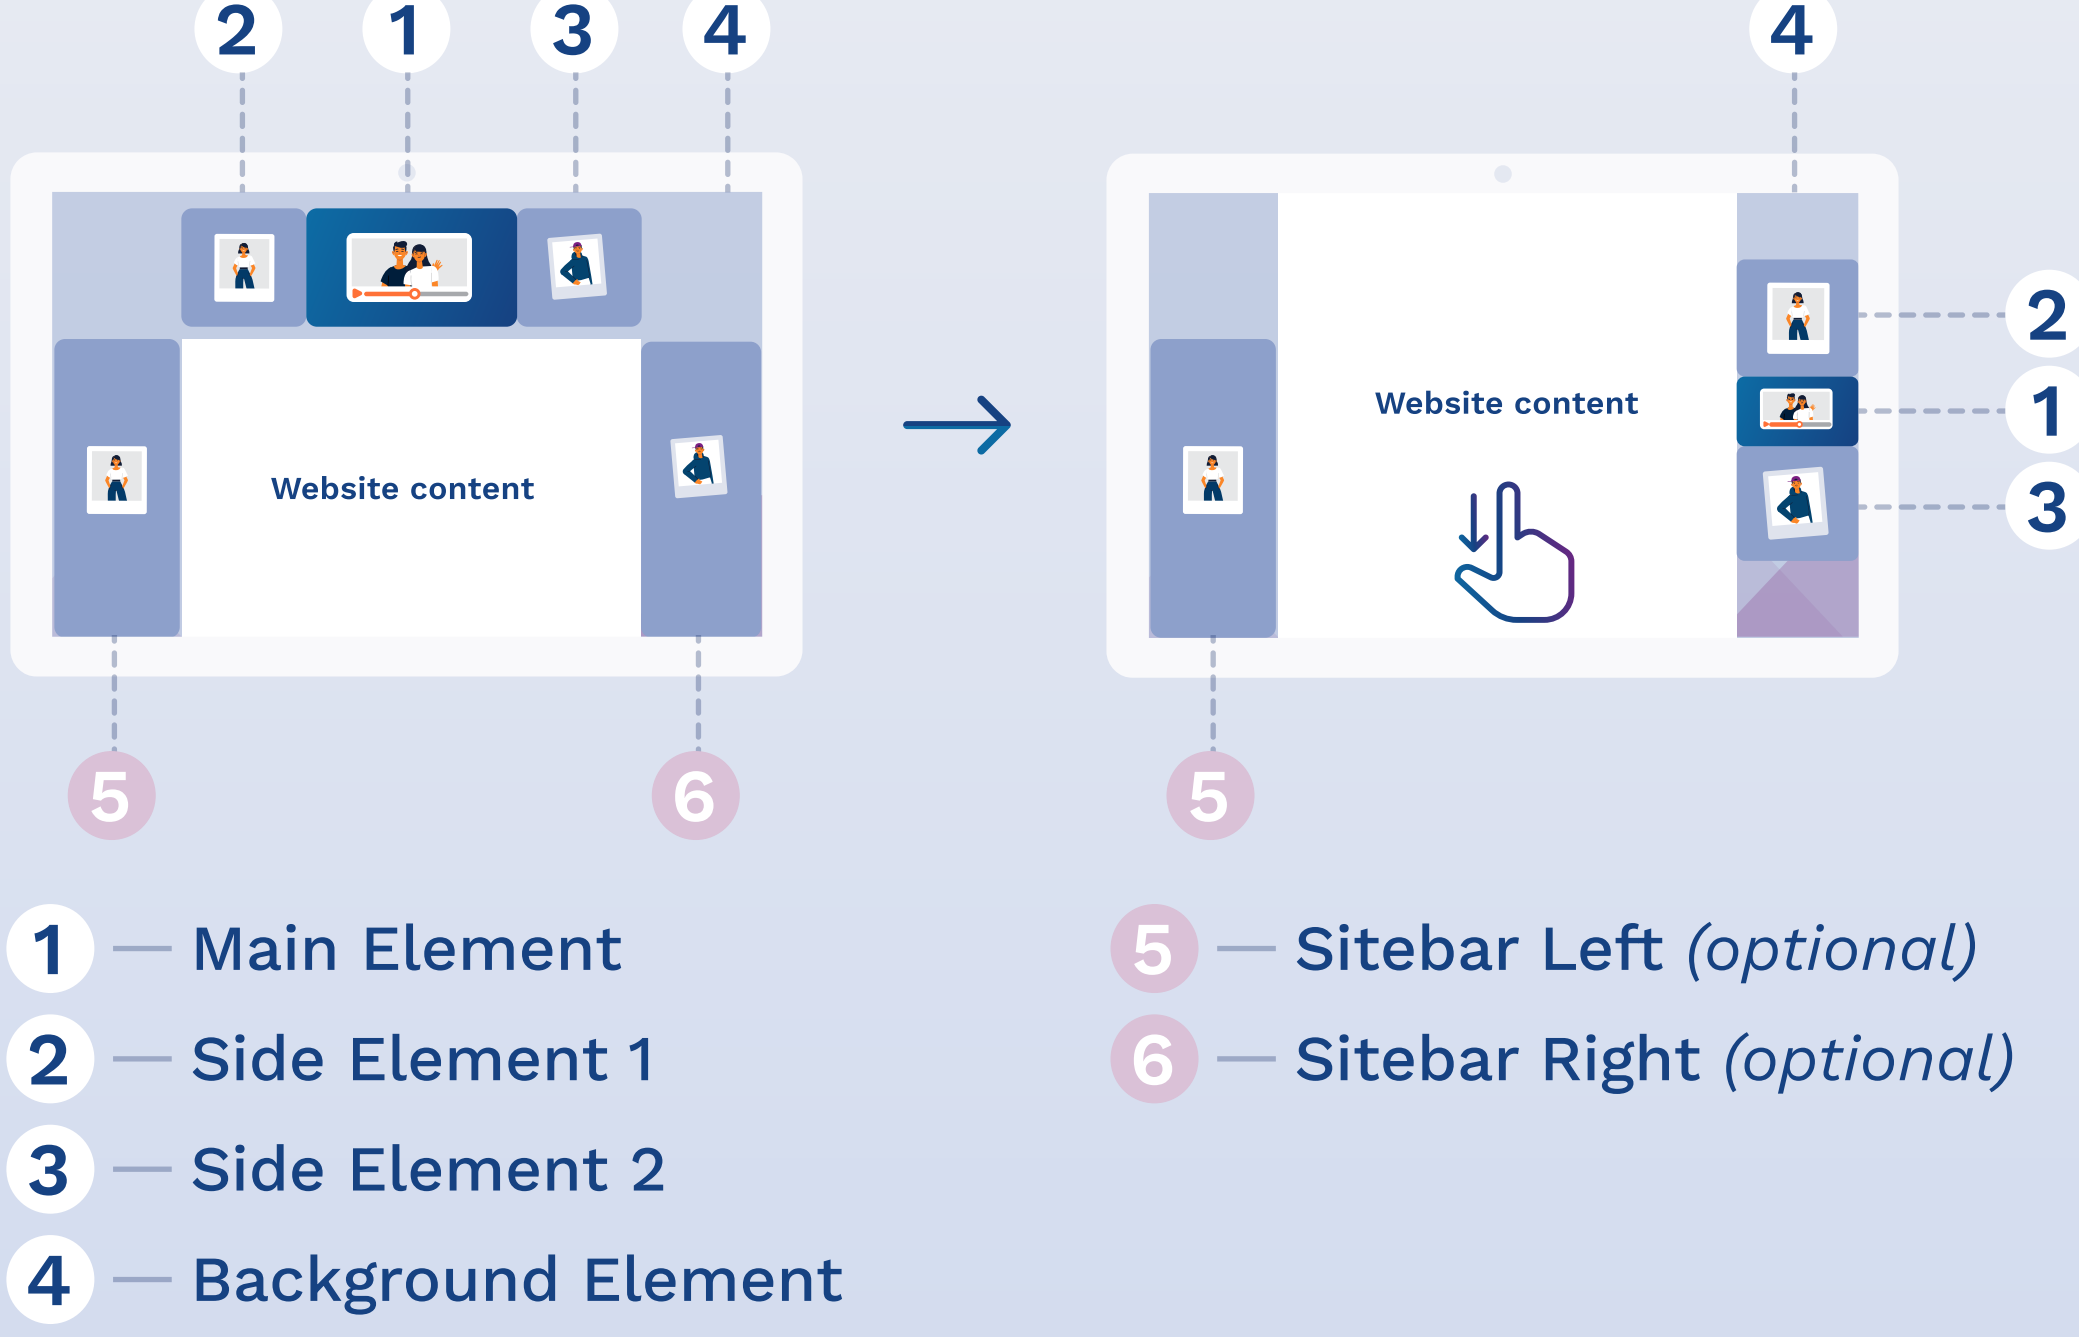 2 1 3 4
4
Website content
5 6
Website content
2
1
3
5
1 — Main Element
2 — Side Element 1
3 — Side Element 2
4 — Background Element
5 — Sitebar Left (optional)
6 — Sitebar Right (optional)